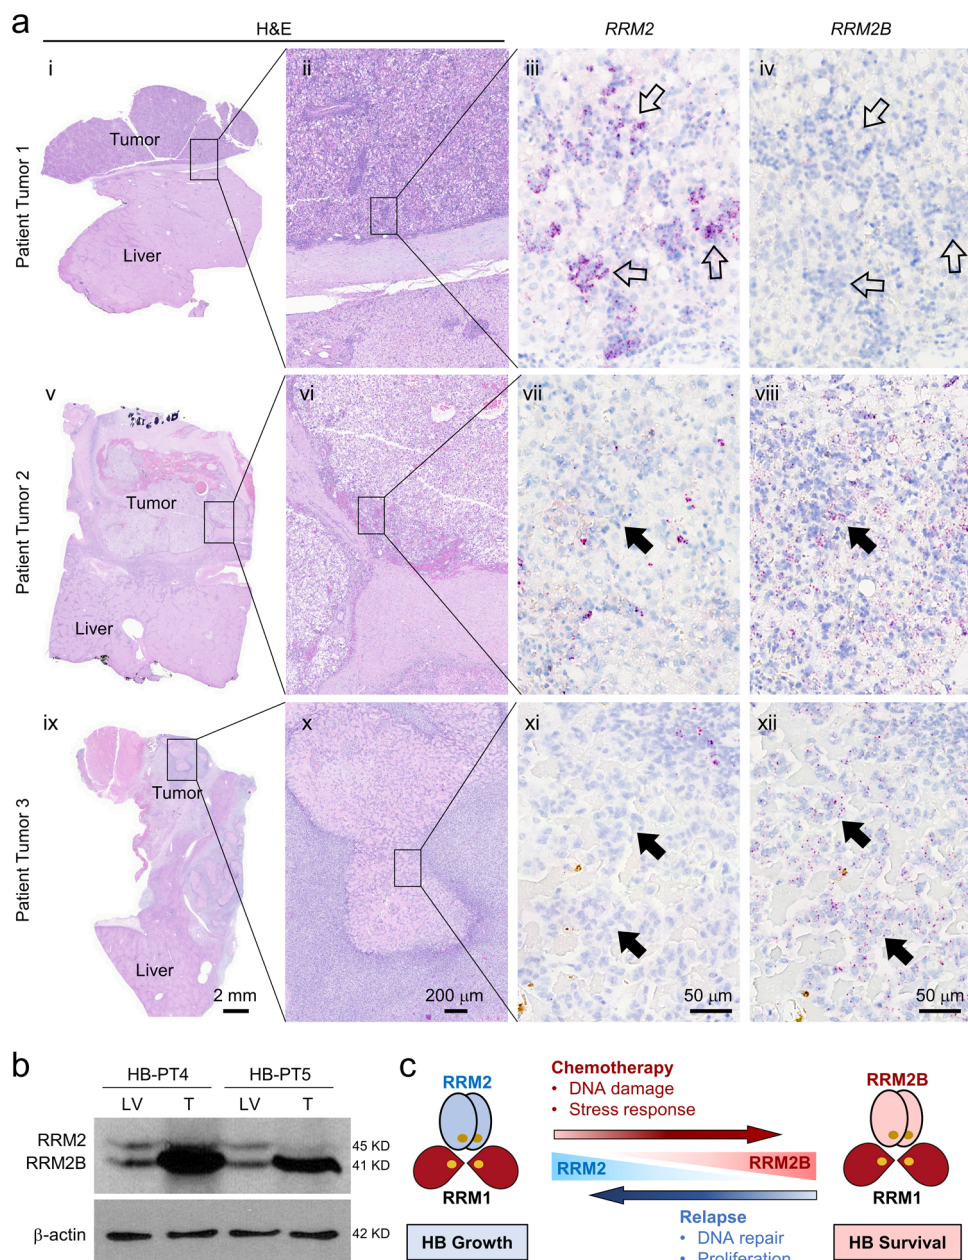 a
H&E
RRM2
RRM2B
Patient Tumor 1
i
Tumor
Liver
ii
iii
iv
Patient Tumor 2
v
Tumor
Liver
vi
vii
viii
Patient Tumor 3
ix
Tumor
Liver
2 mm
x
200 μm
xi
50 μm
xii
50 μm
b
HB-PT4
HB-PT5
LV
T
LV
T
RRM2
45 KD
RRM2B
41 KD
β-actin
42 KD
c
RRM2
RRM1
HB Growth
Chemotherapy
• DNA damage
• Stress response
RRM2
RRM2B
Relapse
• DNA repair
• Proliferation
RRM2B
RRM1
HB Survival